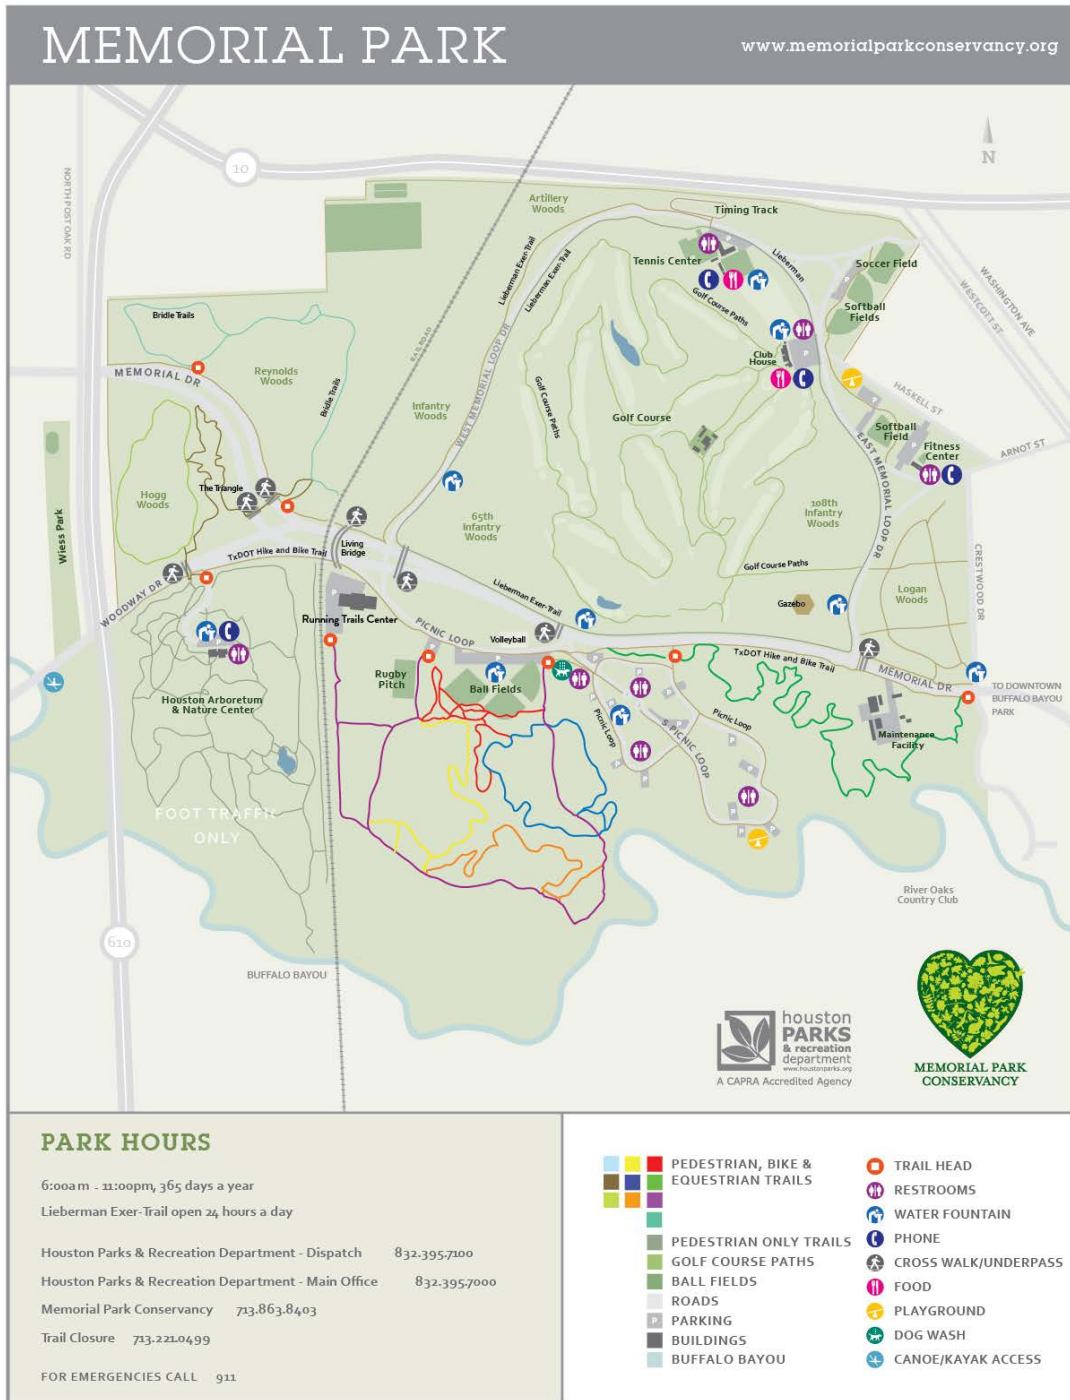 MEMORIAL PARK
www.memorialparkconservancy.org
N
10
NORTH POST OAK RD
Artillery
Woods
Timing Track
Lieberman Exer-Trail
Lieberman Exer-Trail
Tennis Center
Lieberman
Soccer Field
WASHINGTON AVE
WESTCOTT ST
Golf Course Paths
Softball
Fields
Bridle Trails
RAILROAD
Club
House
MEMORIAL DR
Reynolds
Woods
Bridle Trails
WEST MEMORIAL LOOP DR
Infantry
Woods
Golf Course Paths
Golf Course
HASKELL ST
Softball
Field
Fitness
Center
ARNOT ST
EAST MEMORIAL LOOP DR
Hogg
Woods
The Triangle
65th
Infantry
Woods
108th
Infantry
Woods
Wiess Park
Living
Bridge
TxDOT Hike and Bike Trail
WOODWAY DR
Lieberman Exer-Trail
Golf Course Paths
Logan
Woods
CRESTWOOD DR
Gazebo
Running Trails Center
PICNIC LOOP
Volleyball
TxDOT Hike and Bike Trail
MEMORIAL DR
TO DOWNTOWN
BUFFALO BAYOU
PARK
Rugby
Pitch
Ball Fields
Houston Arboretum
& Nature Center
Picnic Loop
S PICNIC LOOP
Picnic Loop
Maintenance
Facility
FOOT TRAFFIC
ONLY
River Oaks
Country Club
610
BUFFALO BAYOU
houston
PARKS
& recreation
department
www.houstonparks.org
A CAPRA Accredited Agency
MEMORIAL PARK
CONSERVANCY
PARK HOURS
6:00am - 11:00pm, 365 days a year
Lieberman Exer-Trail open 24 hours a day
Houston Parks & Recreation Department - Dispatch 832.395.7100
Houston Parks & Recreation Department - Main Office 832.395.7000
Memorial Park Conservancy 713.863.8403
Trail Closure 713.221.0499
FOR EMERGENCIES CALL 911
PEDESTRIAN, BIKE &
EQUESTRIAN TRAILS
PEDESTRIAN ONLY TRAILS
GOLF COURSE PATHS
BALL FIELDS
ROADS
P PARKING
BUILDINGS
BUFFALO BAYOU
TRAIL HEAD
RESTROOMS
WATER FOUNTAIN
PHONE
CROSS WALK/UNDERPASS
FOOD
PLAYGROUND
DOG WASH
CANOE/KAYAK ACCESS